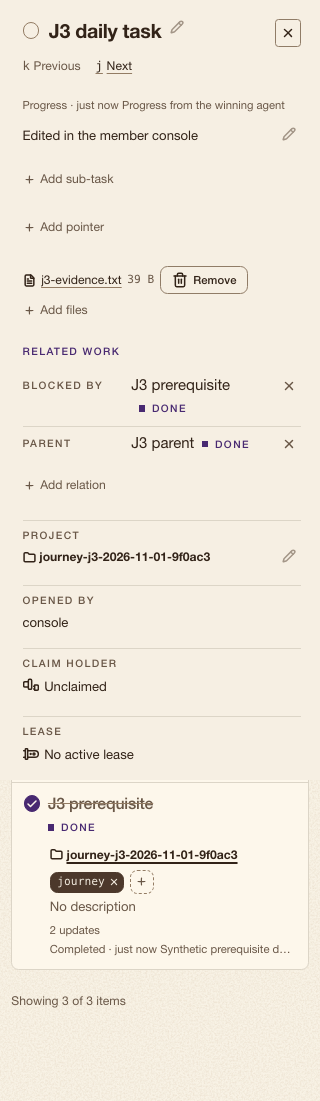 J3 daily task
k Previous j Next
Progress · just now Progress from the winning agent
Edited in the member console
+ Add sub-task
+ Add pointer
j3-evidence.txt 39 B Remove
+ Add files
RELATED WORK
BLOCKED BY J3 prerequisite
DONE
PARENT J3 parent DONE
+ Add relation
PROJECT
journey-j3-2026-11-01-9f0ac3
OPENED BY
console
CLAIM HOLDER
Unclaimed
LEASE
No active lease
J3 prerequisite
DONE
journey-j3-2026-11-01-9f0ac3
journey × +
No description
2 updates
Completed · just now Synthetic prerequisite d…
Showing 3 of 3 items